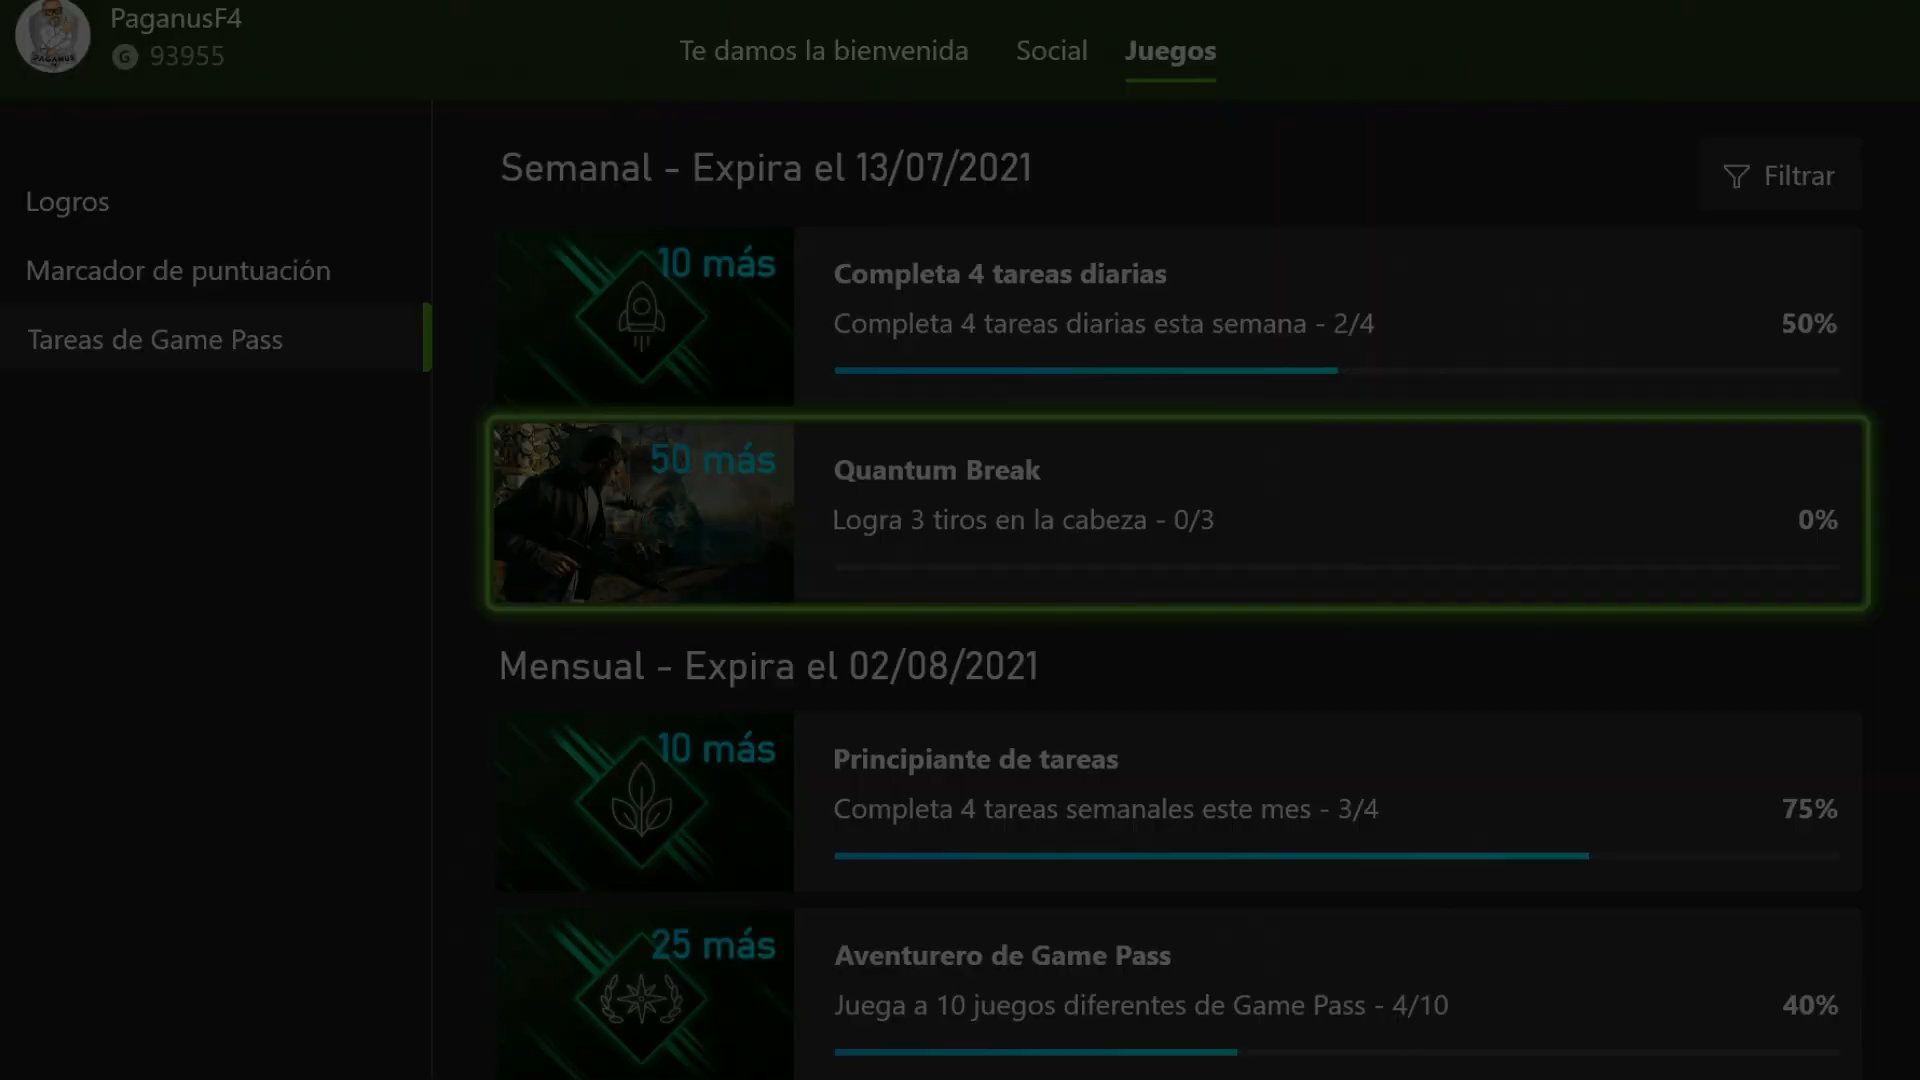 PaganusF4
G 93955
Te damos la bienvenida
Social
Juegos
Logros
Marcador de puntuación
Tareas de Game Pass
Semanal - Expira el 13/07/2021
Filtrar
10 más
Completa 4 tareas diarias
Completa 4 tareas diarias esta semana - 2/4
50%
50 más
Quantum Break
Logra 3 tiros en la cabeza - 0/3
0%
Mensual - Expira el 02/08/2021
10 más
Principiante de tareas
Completa 4 tareas semanales este mes - 3/4
75%
25 más
Aventurero de Game Pass
Juega a 10 juegos diferentes de Game Pass - 4/10
40%